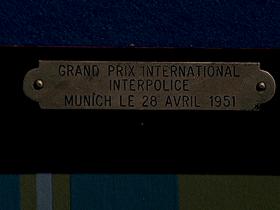 GRAND PRIX INTERNATIONAL
INTERPOLICE
MUNICH LE 28 AVRIL 1951